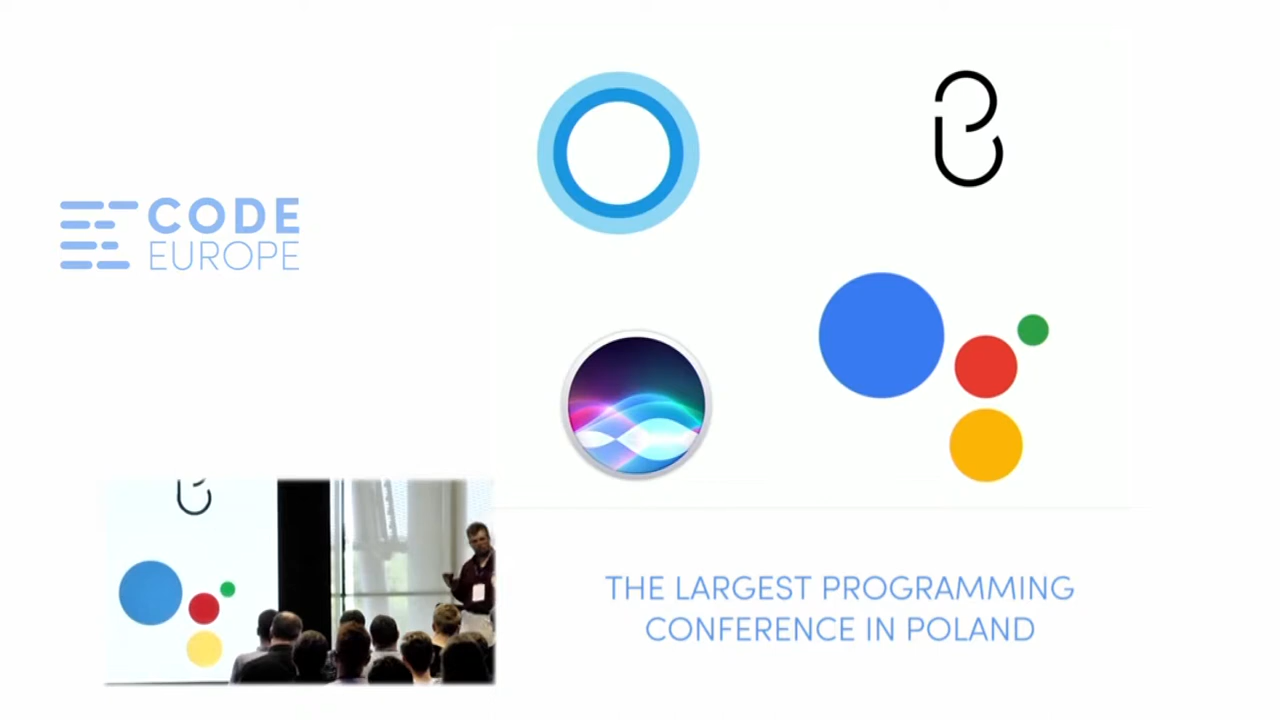 CODE
EUROPE
THE LARGEST PROGRAMMING
CONFERENCE IN POLAND